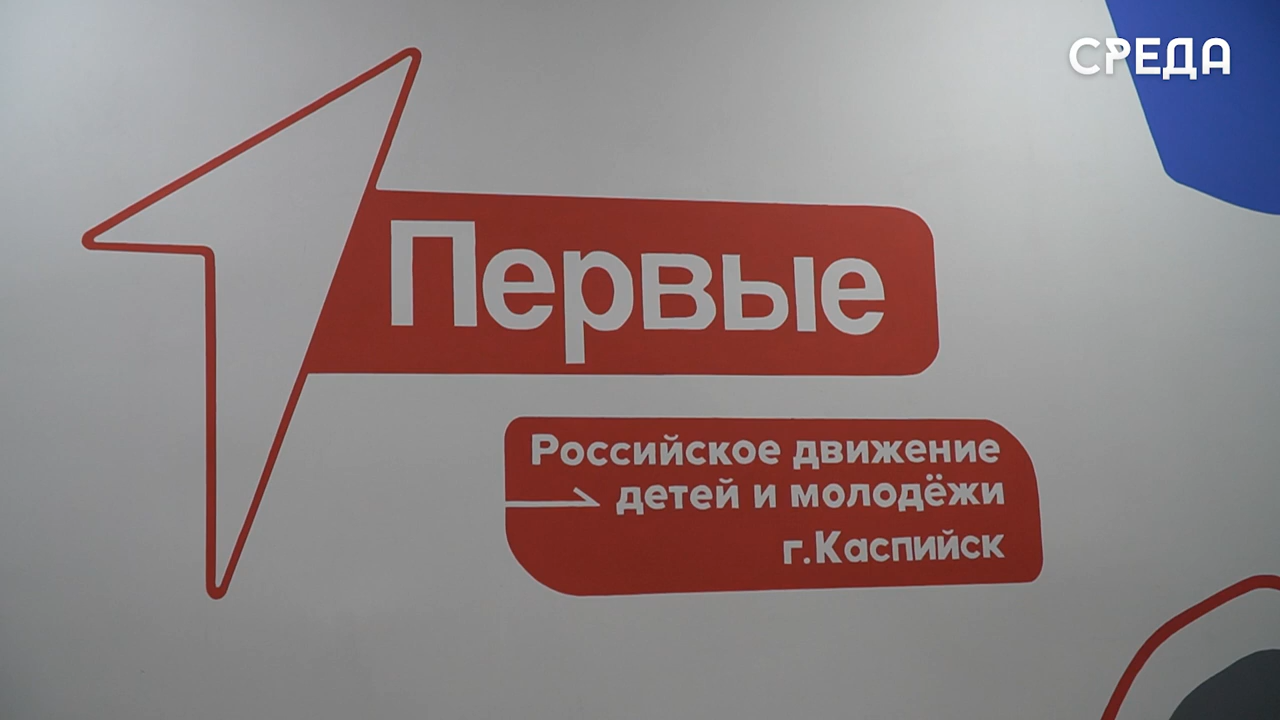 СРЕДА
Первые
Российское движение
детей и молодёжи
г.Каспийск